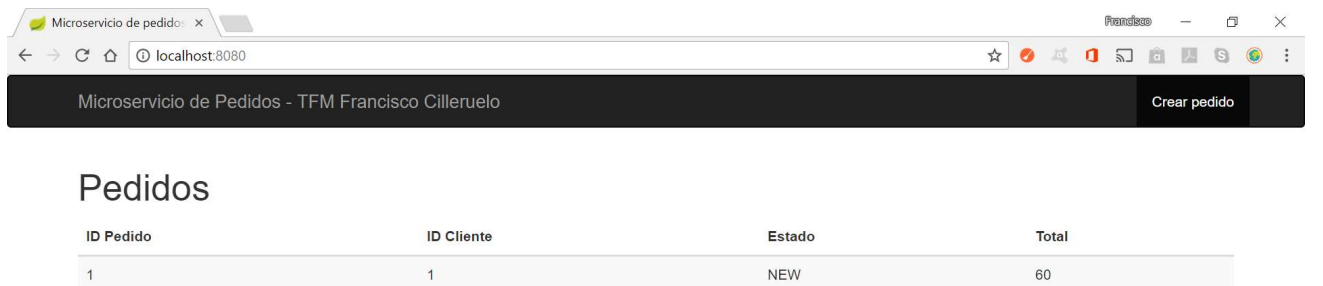 Microservicio de pedidos
Francisco
localhost:8080
Microservicio de Pedidos - TFM Francisco Cilleruelo
Crear pedido
Pedidos
ID Pedido ID Cliente Estado Total
1 1 NEW 60